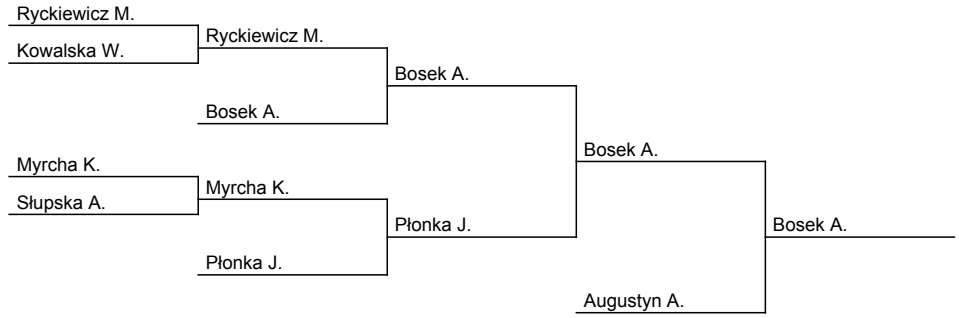 Ryckiewicz M.
Kowalska W.
Ryckiewicz M.
Bosek A.
Bosek A.
Myrcha K.
Słupska A.
Myrcha K.
Płonka J.
Płonka J.
Bosek A.
Augustyn A.
Bosek A.